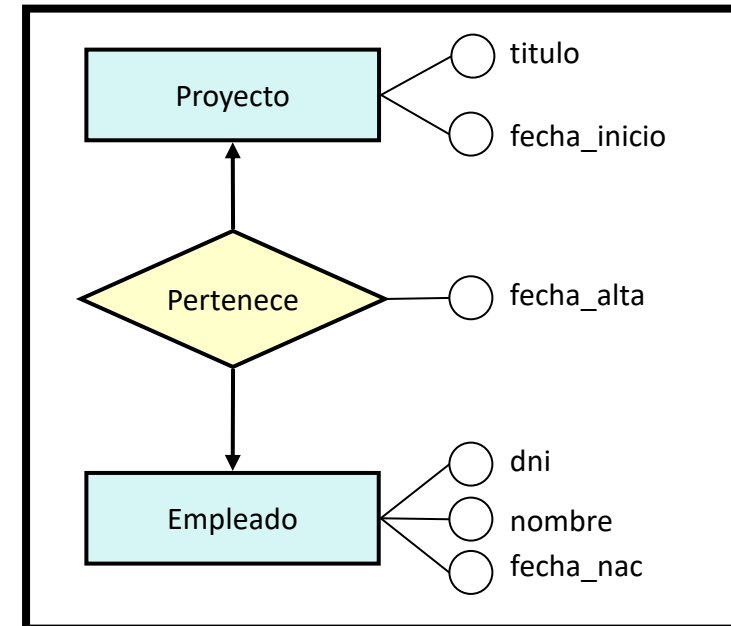 titulo
Proyecto
fecha_inicio
Pertenece
fecha_alta
dni
Empleado
nombre
fecha_nac